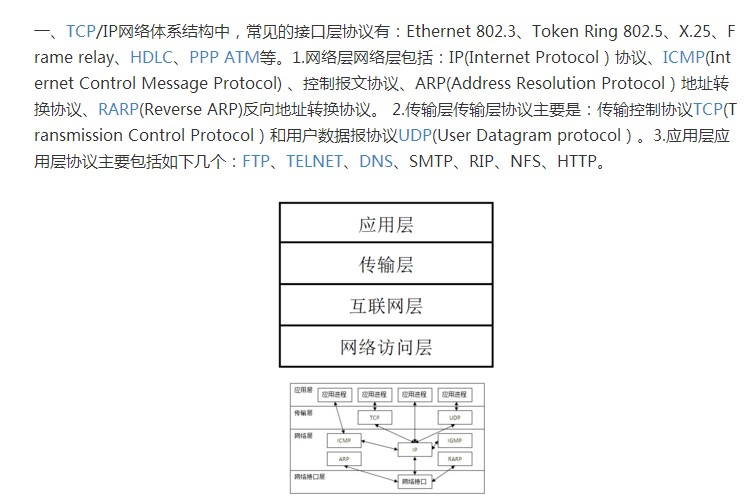 一、TCP/IP网络体系结构中，常见的接口层协议有：Ethernet 802.3、Token Ring 802.5、X.25、F
rame relay、HDLC、PPP ATM等。1.网络层网络层包括：IP(Internet Protocol）协议、ICMP(Int
ernet Control Message Protocol) 、控制报文协议、ARP(Address Resolution Protocol）地址转
换协议、RARP(Reverse ARP)反向地址转换协议。 2.传输层传输层协议主要是：传输控制协议TCP(T
ransmission Control Protocol）和用户数据报协议UDP(User Datagram protocol）。3.应用层应
用层协议主要包括如下几个：FTP、TELNET、DNS、SMTP、RIP、NFS、HTTP。
应用层
传输层
互联网层
网络访问层
应用层 应用进程 应用进程 应用进程 应用进程
传输层 TCP UDP
网络层 ICMP IP IGMP
ARP RARP
网络接口层 网络接口